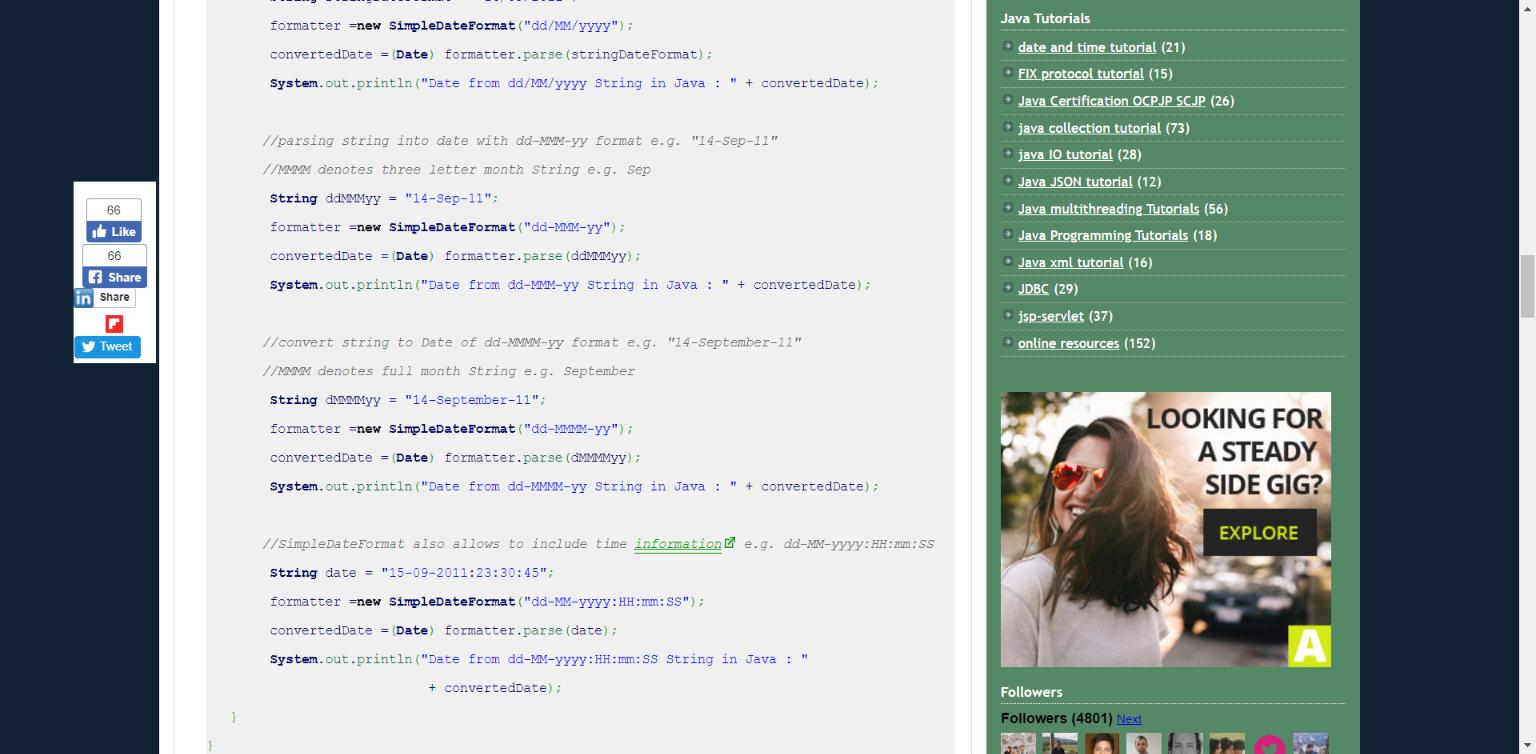 formatter =new SimpleDateFormat("dd/MM/yyyy");
convertedDate =(Date) formatter.parse(stringDateFormat);
System.out.println("Date from dd/MM/yyyy String in Java : " + convertedDate);
//parsing string into date with dd-MMM-yy format e.g. "14-Sep-11"
//MMMM denotes three letter month String e.g. Sep
String ddMMMyy = "14-Sep-11";
formatter =new SimpleDateFormat("dd-MMM-yy");
convertedDate =(Date) formatter.parse(ddMMMyy);
System.out.println("Date from dd-MMM-yy String in Java : " + convertedDate);
//convert string to Date of dd-MMMM-yy format e.g. "14-September-11"
//MMMM denotes full month String e.g. September
String dMMMMyy = "14-September-11";
formatter =new SimpleDateFormat("dd-MMMM-yy");
convertedDate =(Date) formatter.parse(dMMMMyy);
System.out.println("Date from dd-MMMM-yy String in Java : " + convertedDate);
//SimpleDateFormat also allows to include time information e.g. dd-MM-yyyy:HH:mm:SS
String date = "15-09-2011:23:30:45";
formatter =new SimpleDateFormat("dd-MM-yyyy:HH:mm:SS");
convertedDate =(Date) formatter.parse(date);
System.out.println("Date from dd-MM-yyyy:HH:mm:SS String in Java : "
+ convertedDate);
}
}
66
Like
66
Share
in Share
Tweet
Java Tutorials
date and time tutorial (21)
FIX protocol tutorial (15)
Java Certification OCPJP SCJP (26)
java collection tutorial (73)
java IO tutorial (28)
Java JSON tutorial (12)
Java multithreading Tutorials (56)
Java Programming Tutorials (18)
Java xml tutorial (16)
JDBC (29)
jsp-servlet (37)
online resources (152)
LOOKING FOR
A STEADY
SIDE GIG?
EXPLORE
A
Followers
Followers (4801) Next